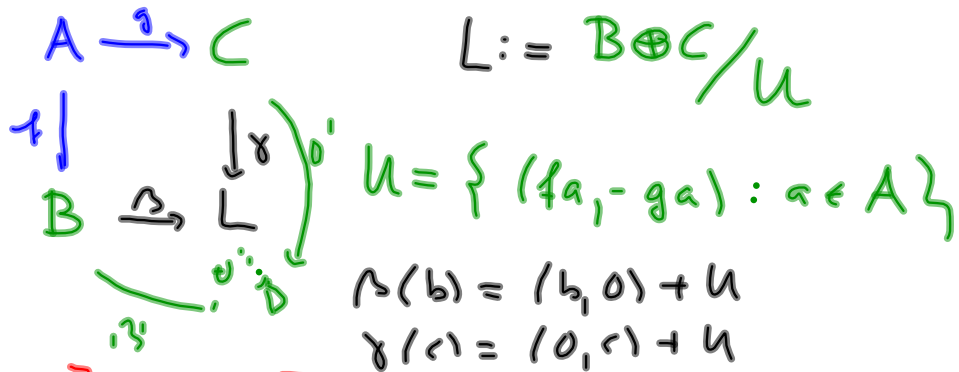 A g C L := B⊕C/U
f γ
B β L U = { (fa, -ga) : a ∈ A }
D
β' β(b) = (b,0) + U
γ(c) = (0,c) + U